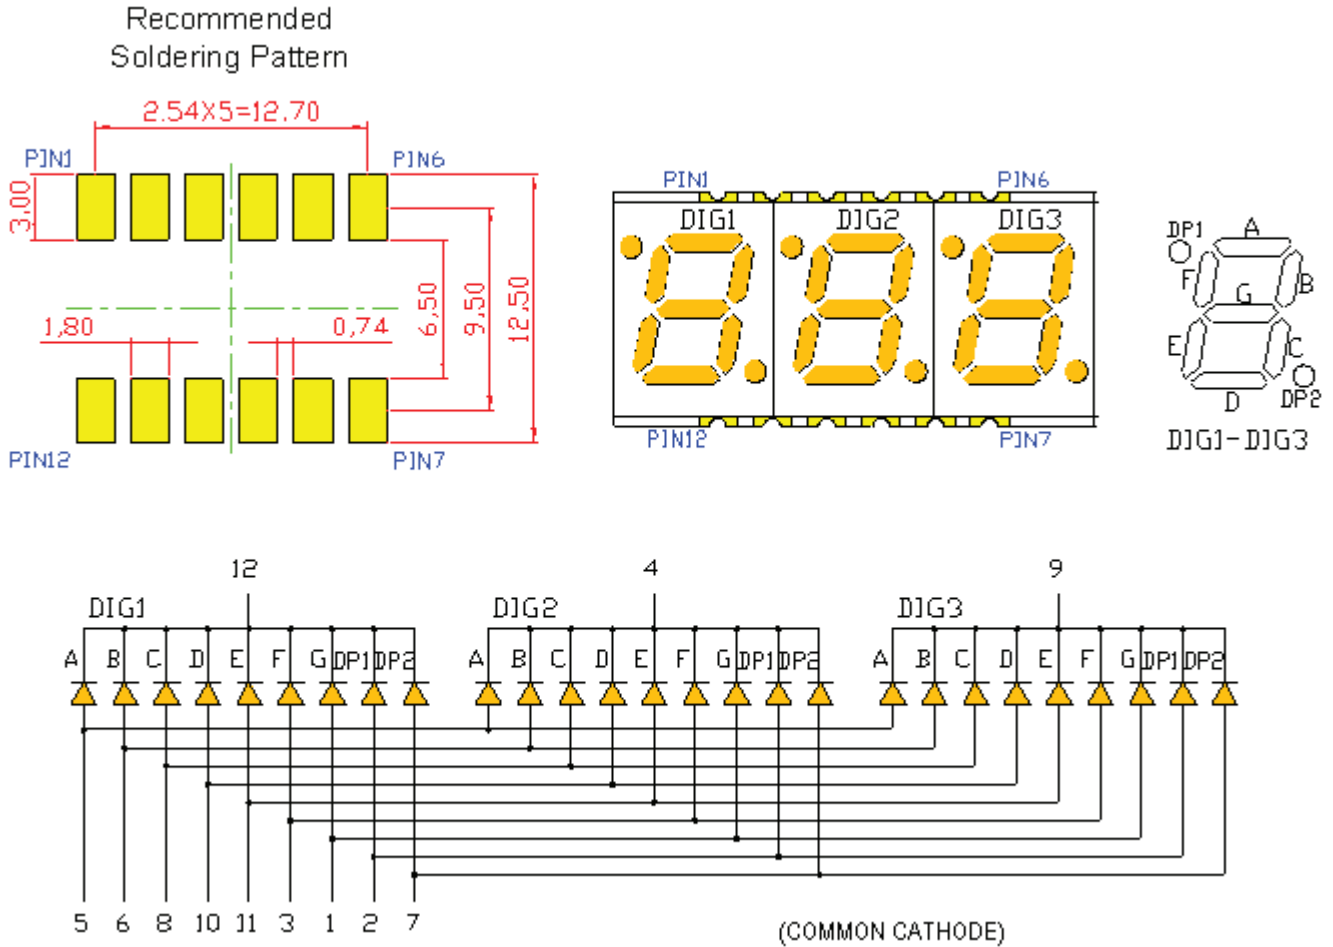 Recommended
Soldering Pattern
2.54X5=12.70
PIN1
PIN6
3.00
6,50
9,50
12,50
1,80
0,74
PIN12
PIN7
PIN1
PIN6
DIG1
DIG2
DIG3
PIN12
PIN7
DP1
A
F
B
G
E
C
D
DP2
DIG1-DIG3
12
4
9
DIG1
DIG2
DIG3
A B C D E F G DP1 DP2
A B C D E F G DP1 DP2
A B C D E F G DP1 DP2
5 6 8 10 11 3 1 2 7
(COMMON CATHODE)